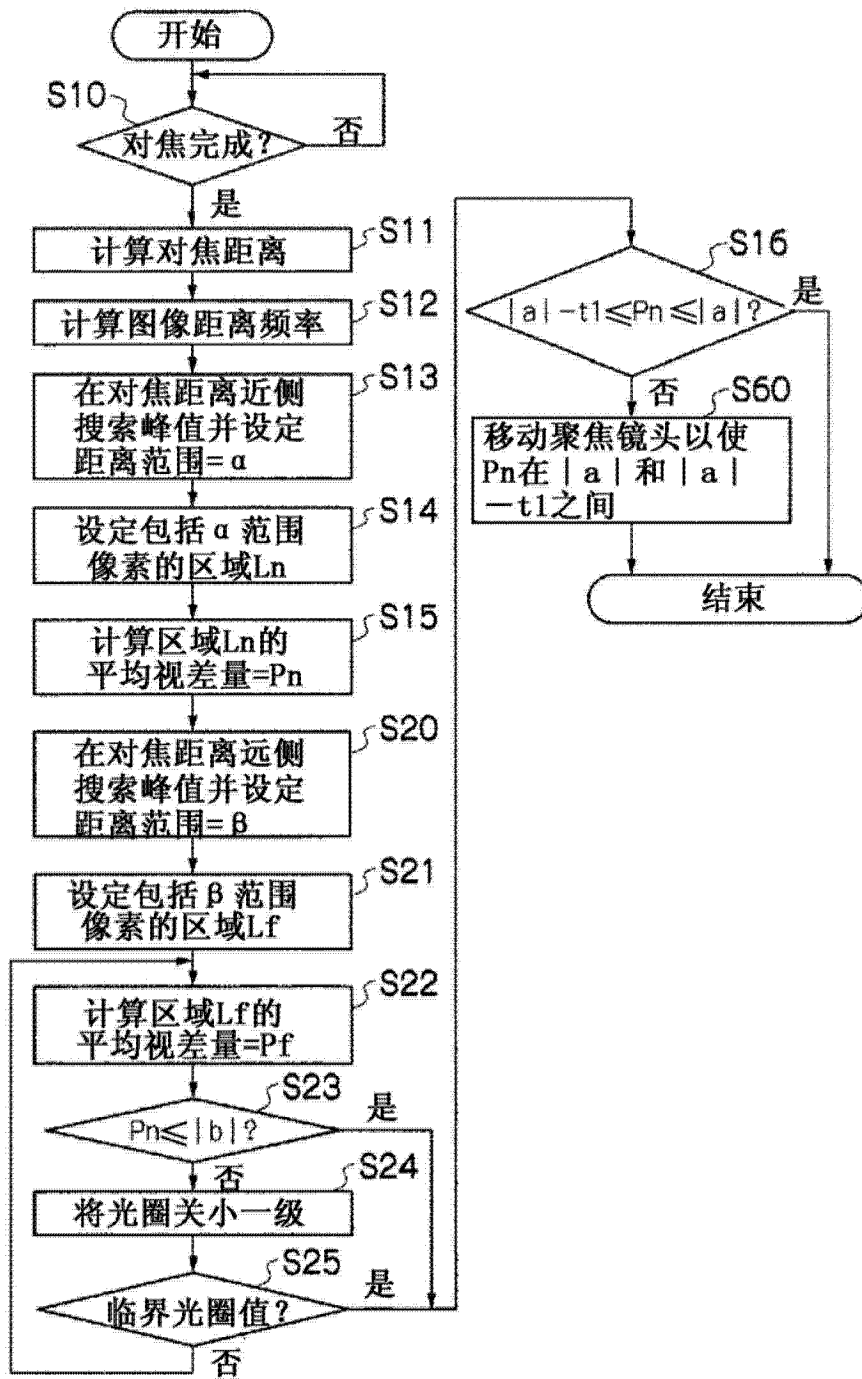 开始
S10
对焦完成?
否
是
S11
计算对焦距离
S12
计算图像距离频率
S13
在对焦距离近侧
搜索峰值并设定
距离范围=α
S14
设定包括α范围
像素的区域Ln
S15
计算区域Ln的
平均视差量=Pn
S20
在对焦距离远侧
搜索峰值并设定
距离范围=β
S21
设定包括β范围
像素的区域Lf
S22
计算区域Lf的
平均视差量=Pf
S23
Pn≤|b|?
是
否
S24
将光圈关小一级
S25
临界光圈值?
是
否
S16
|a|-t1≤Pn≤|a|?
是
否
S60
移动聚焦镜头以使
Pn在|a|和|a|
-t1之间
结束